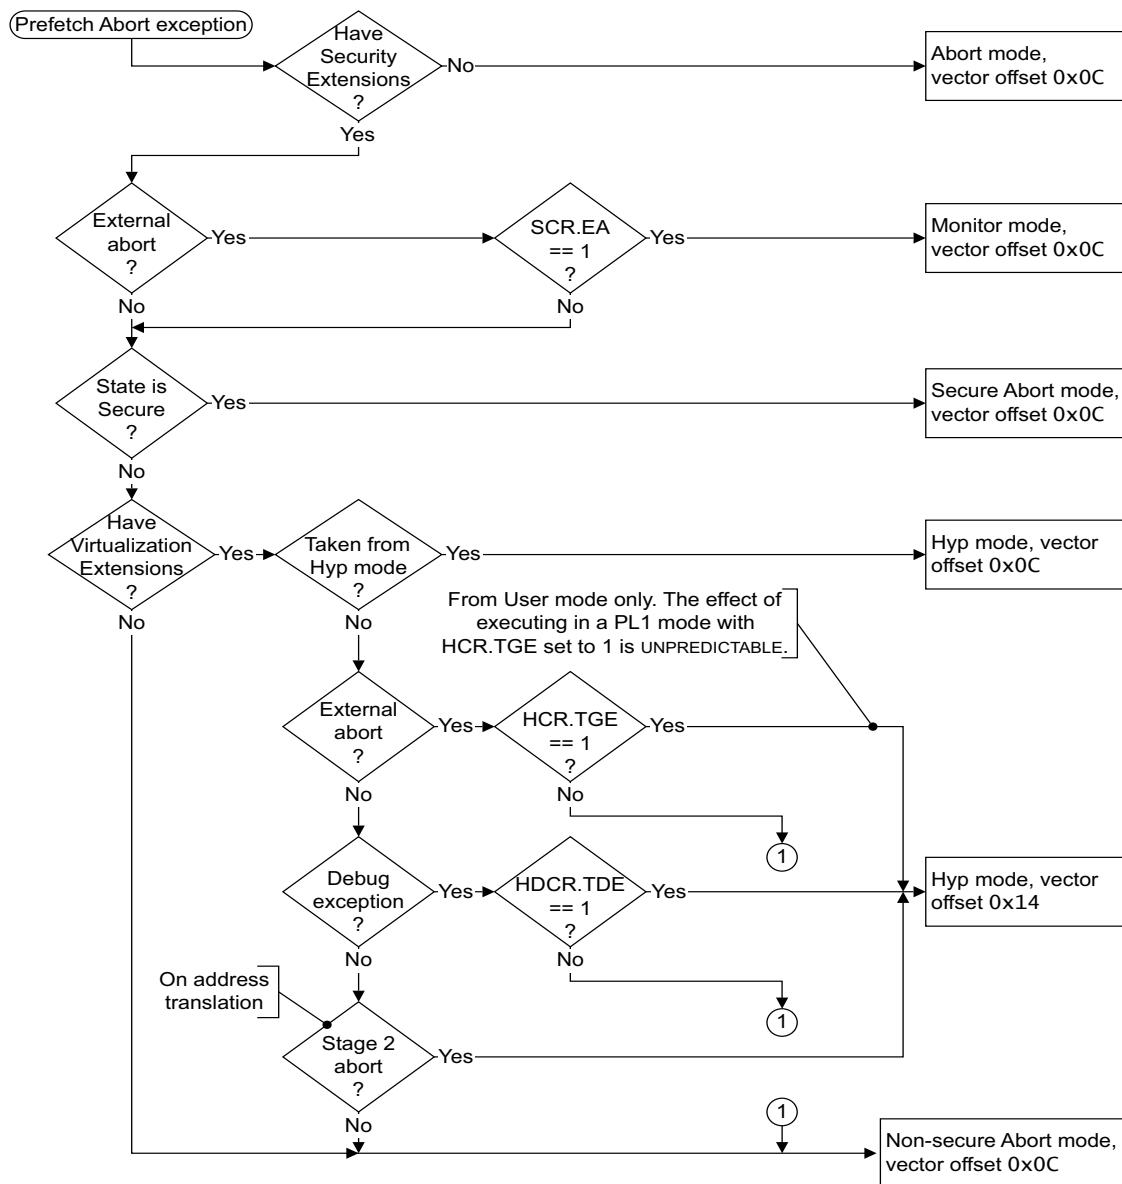 Prefetch Abort exception
Have
Security
Extensions
?
No
Abort mode,
vector offset 0x0C
Yes
External
abort
?
Yes
SCR.EA
== 1
?
Yes
Monitor mode,
vector offset 0x0C
No
No
State is
Secure
?
Yes
Secure Abort mode,
vector offset 0x0C
No
Have
Virtualization
Extensions
?
Yes
Taken from
Hyp mode
?
Yes
Hyp mode, vector
offset 0x0C
No
No
From User mode only. The effect of
executing in a PL1 mode with
HCR.TGE set to 1 is UNPREDICTABLE.
External
abort
?
Yes
HCR.TGE
== 1
?
Yes
No
No
1
Debug
exception
?
Yes
HDCR.TDE
== 1
?
Yes
Hyp mode, vector
offset 0x14
No
No
1
On address
translation
Stage 2
abort
?
Yes
No
1
Non-secure Abort mode,
vector offset 0x0C